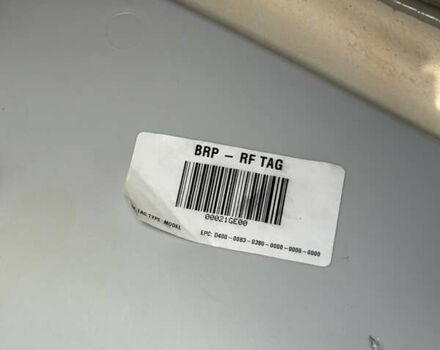 BRP - RF TAG
00021GE00
TAG TYPE MODEL
EPC: D400-0083-0380-0000-0000-0000